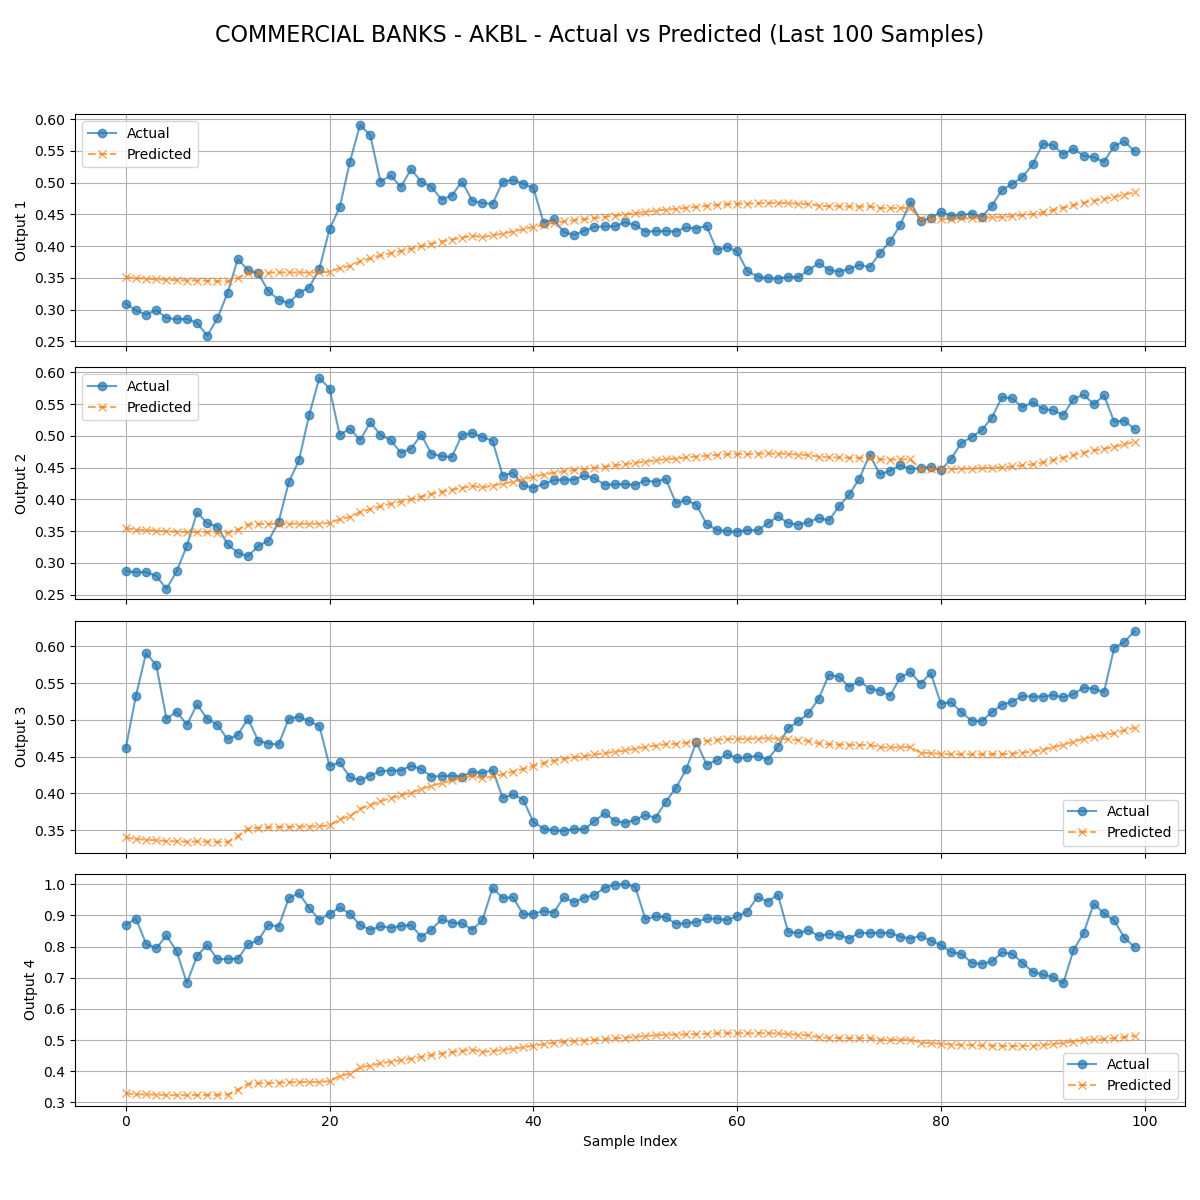 COMMERCIAL BANKS - AKBL - Actual vs Predicted (Last 100 Samples)
Output 1
0.60
0.55
0.50
0.45
0.40
0.35
0.30
0.25
Actual
Predicted
Output 2
0.60
0.55
0.50
0.45
0.40
0.35
0.30
0.25
Actual
Predicted
Output 3
0.60
0.55
0.50
0.45
0.40
0.35
Actual
Predicted
Output 4
1.0
0.9
0.8
0.7
0.6
0.5
0.4
0.3
Actual
Predicted
0 20 40 60 80 100
Sample Index